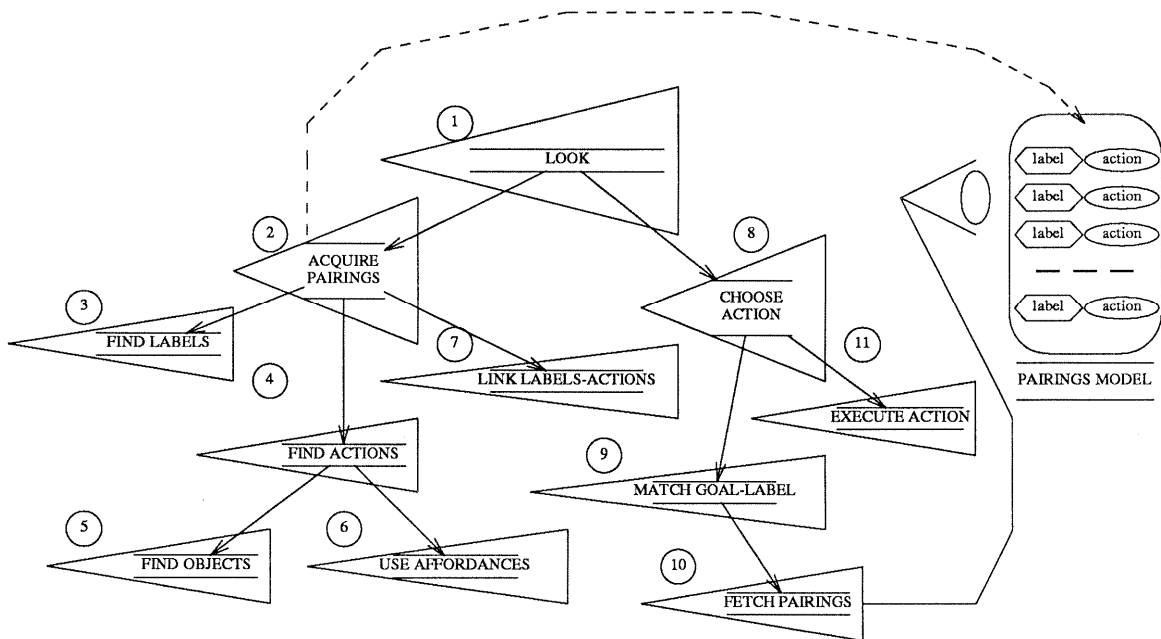 1
LOOK
2
ACQUIRE
PAIRINGS
3
FIND LABELS
4
FIND ACTIONS
5
FIND OBJECTS
6
USE AFFORDANCES
7
LINK LABELS-ACTIONS
8
CHOOSE
ACTION
9
MATCH GOAL-LABEL
10
FETCH PAIRINGS
11
EXECUTE ACTION
label action
label action
label action
label action
PAIRINGS MODEL